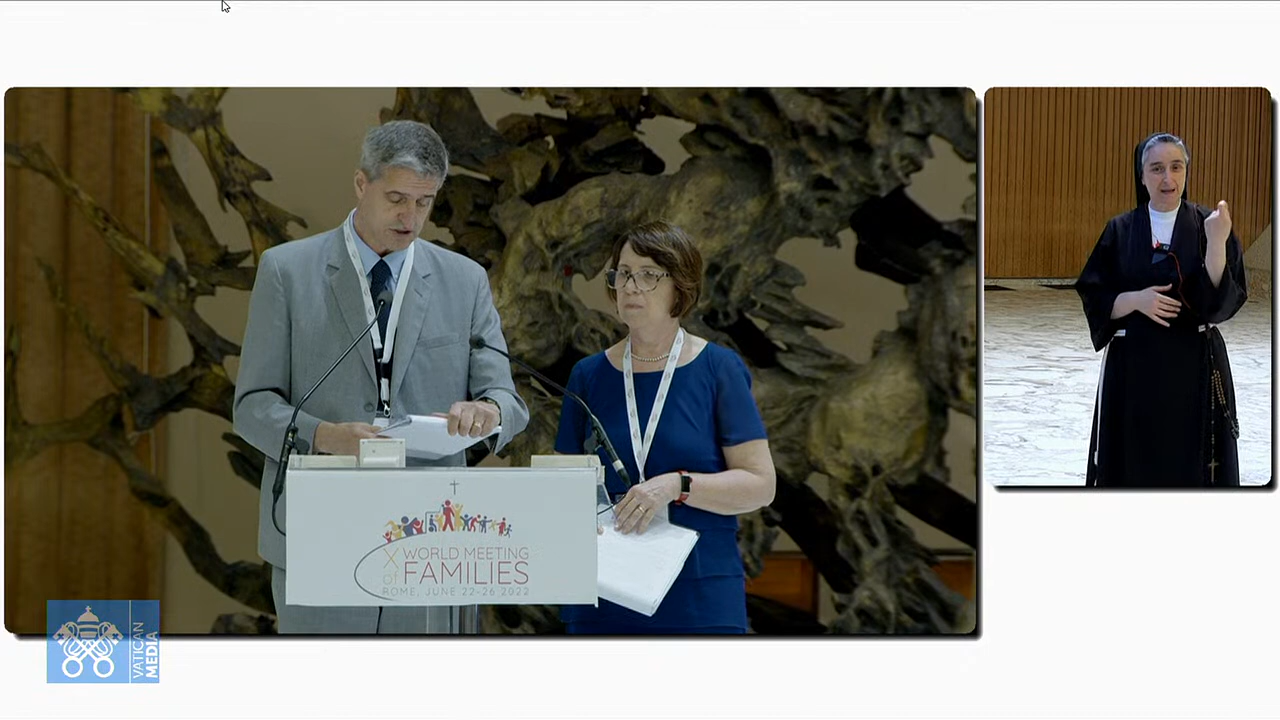 X WORLD MEETING
of FAMILIES
ROME, JUNE 22-26 2022
VATICAN
MEDIA